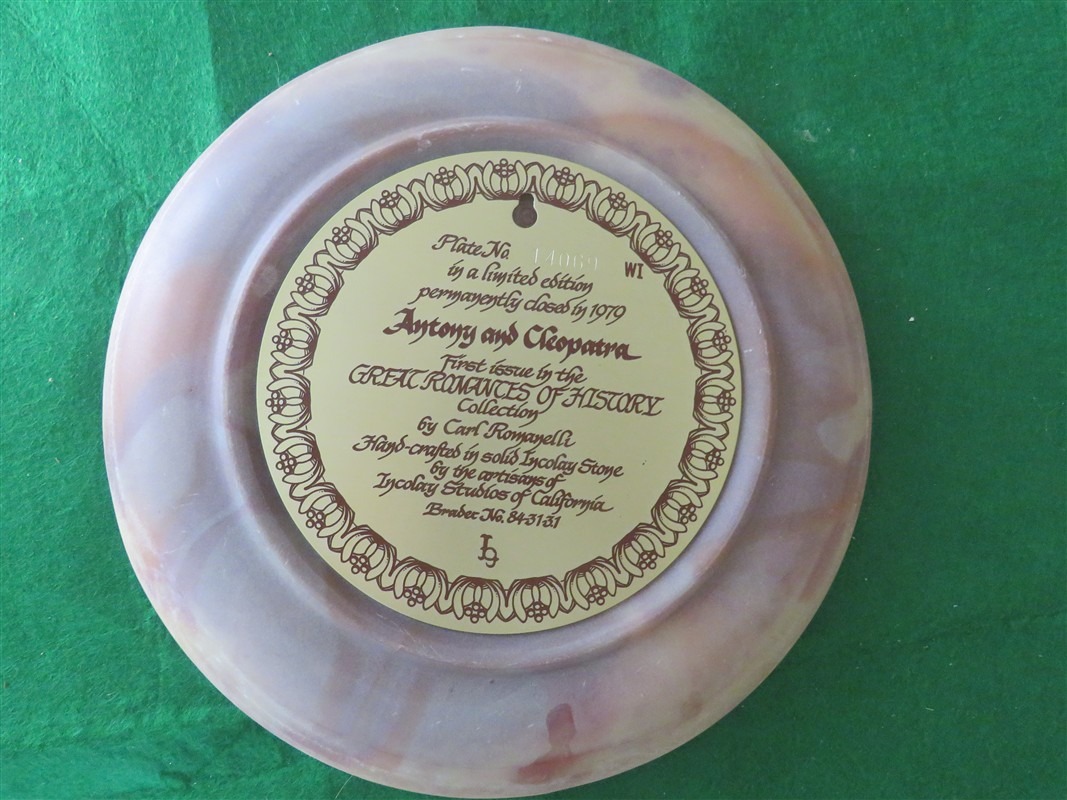 Plate No. WI
in a limited edition
permanently closed in 1979
Antony and Cleopatra
First issue in the
GREAT ROMANCES OF HISTORY
Collection
by Carl Romanelli
Hand-crafted in solid Incolay Stone
by the artisans of
Incolay Studios of California
Bradex No. 84-31-3.1